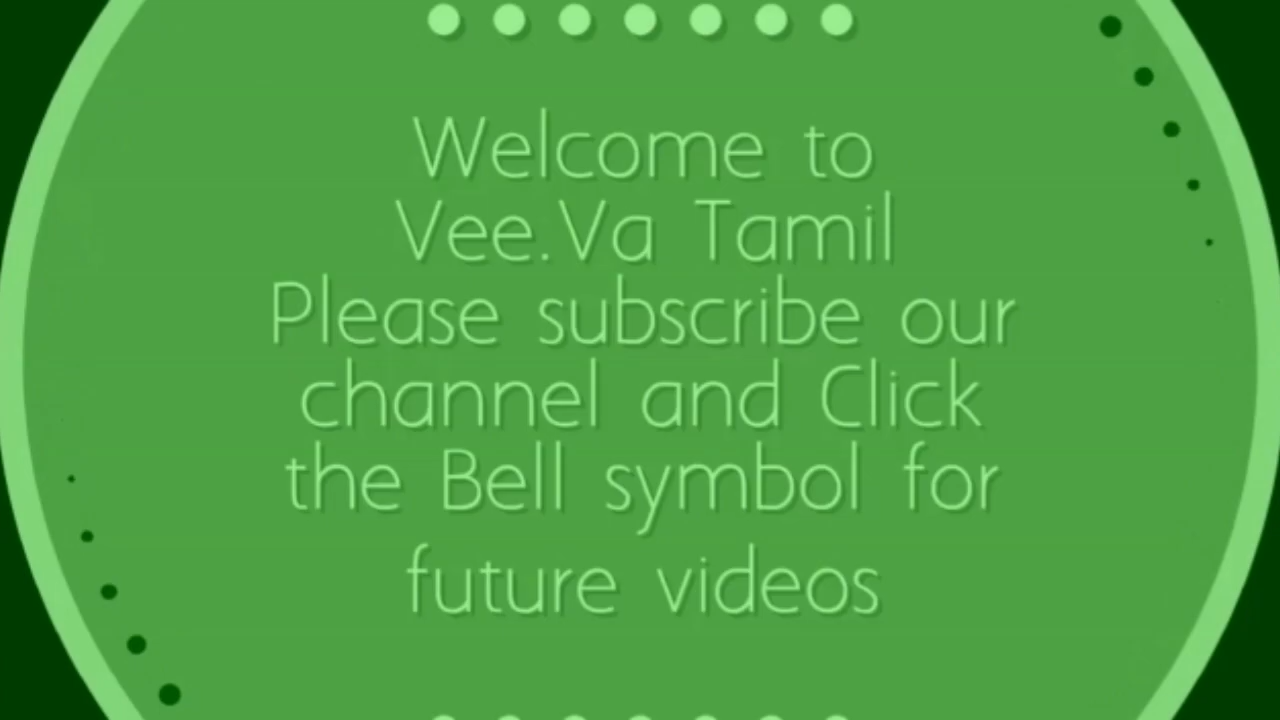 Welcome to
Vee.Va Tamil
Please subscribe our
channel and Click
the Bell symbol for
future videos